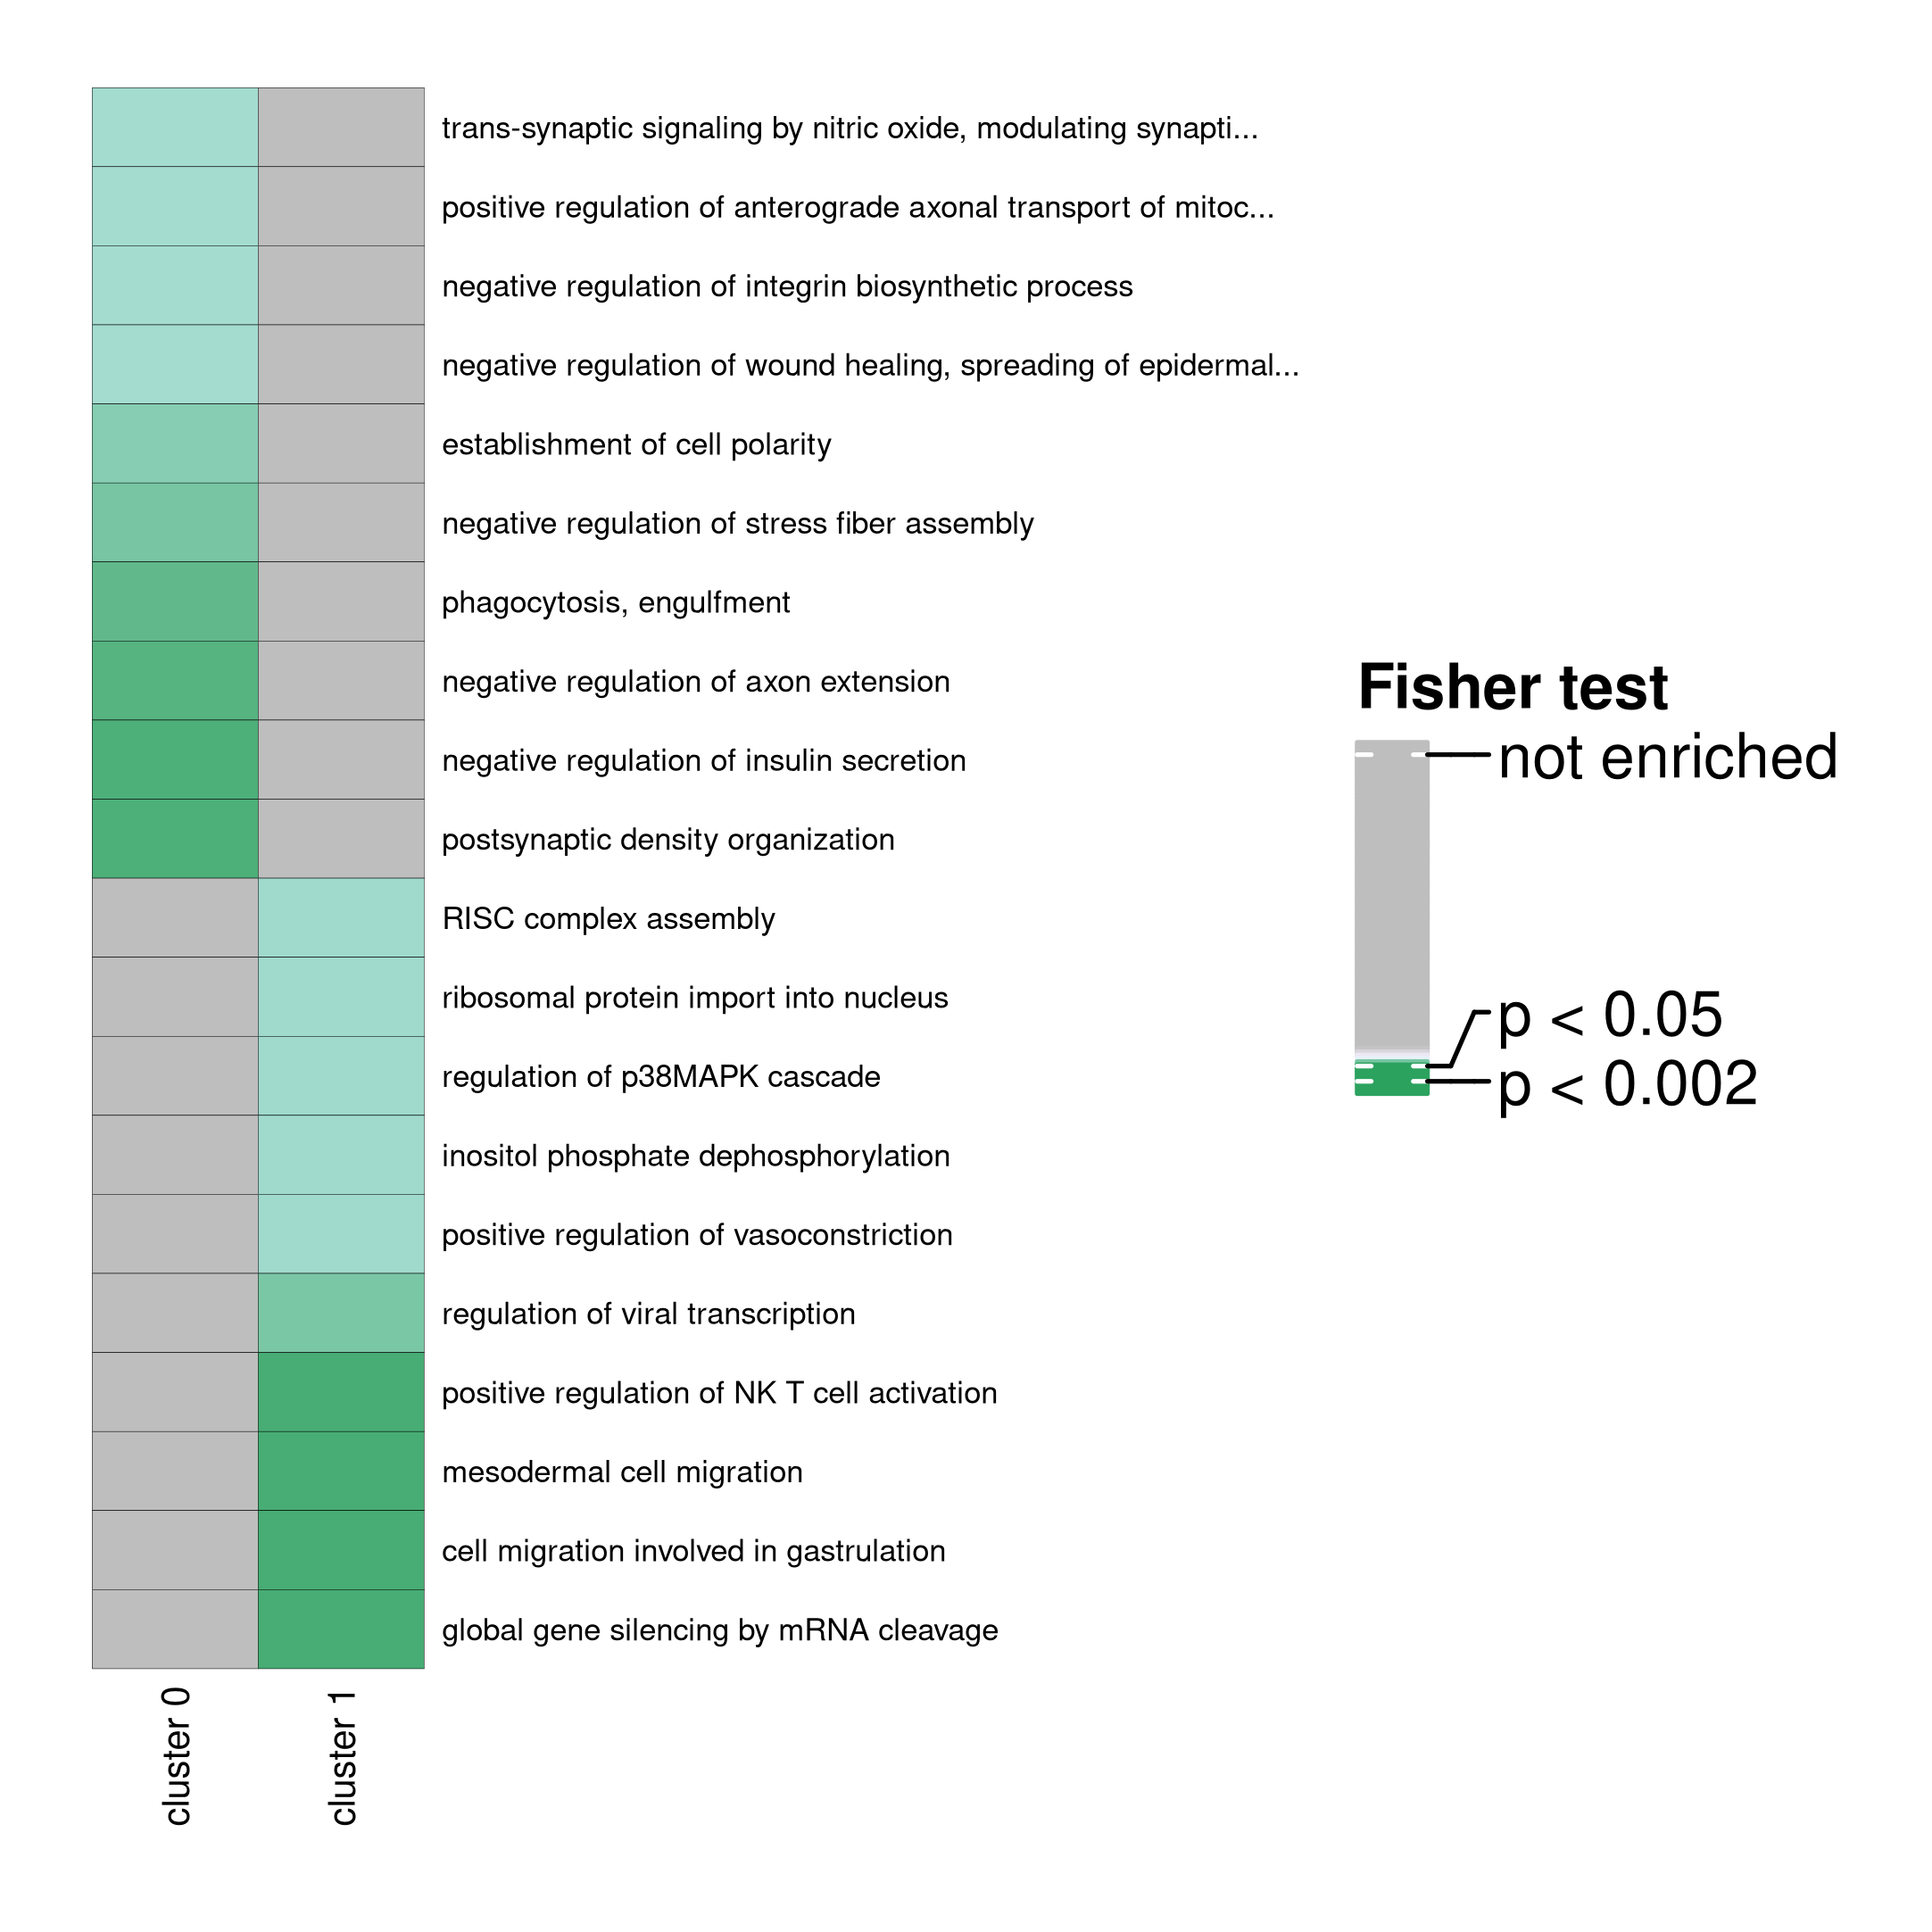 trans-synaptic signaling by nitric oxide, modulating synapti...
positive regulation of anterograde axonal transport of mitoc...
negative regulation of integrin biosynthetic process
negative regulation of wound healing, spreading of epidermal...
establishment of cell polarity
negative regulation of stress fiber assembly
phagocytosis, engulfment
negative regulation of axon extension
negative regulation of insulin secretion
postsynaptic density organization
RISC complex assembly
ribosomal protein import into nucleus
regulation of p38MAPK cascade
inositol phosphate dephosphorylation
positive regulation of vasoconstriction
regulation of viral transcription
positive regulation of NK T cell activation
mesodermal cell migration
cell migration involved in gastrulation
global gene silencing by mRNA cleavage
cluster 0
cluster 1
Fisher test
not enriched
p < 0.05
p < 0.002